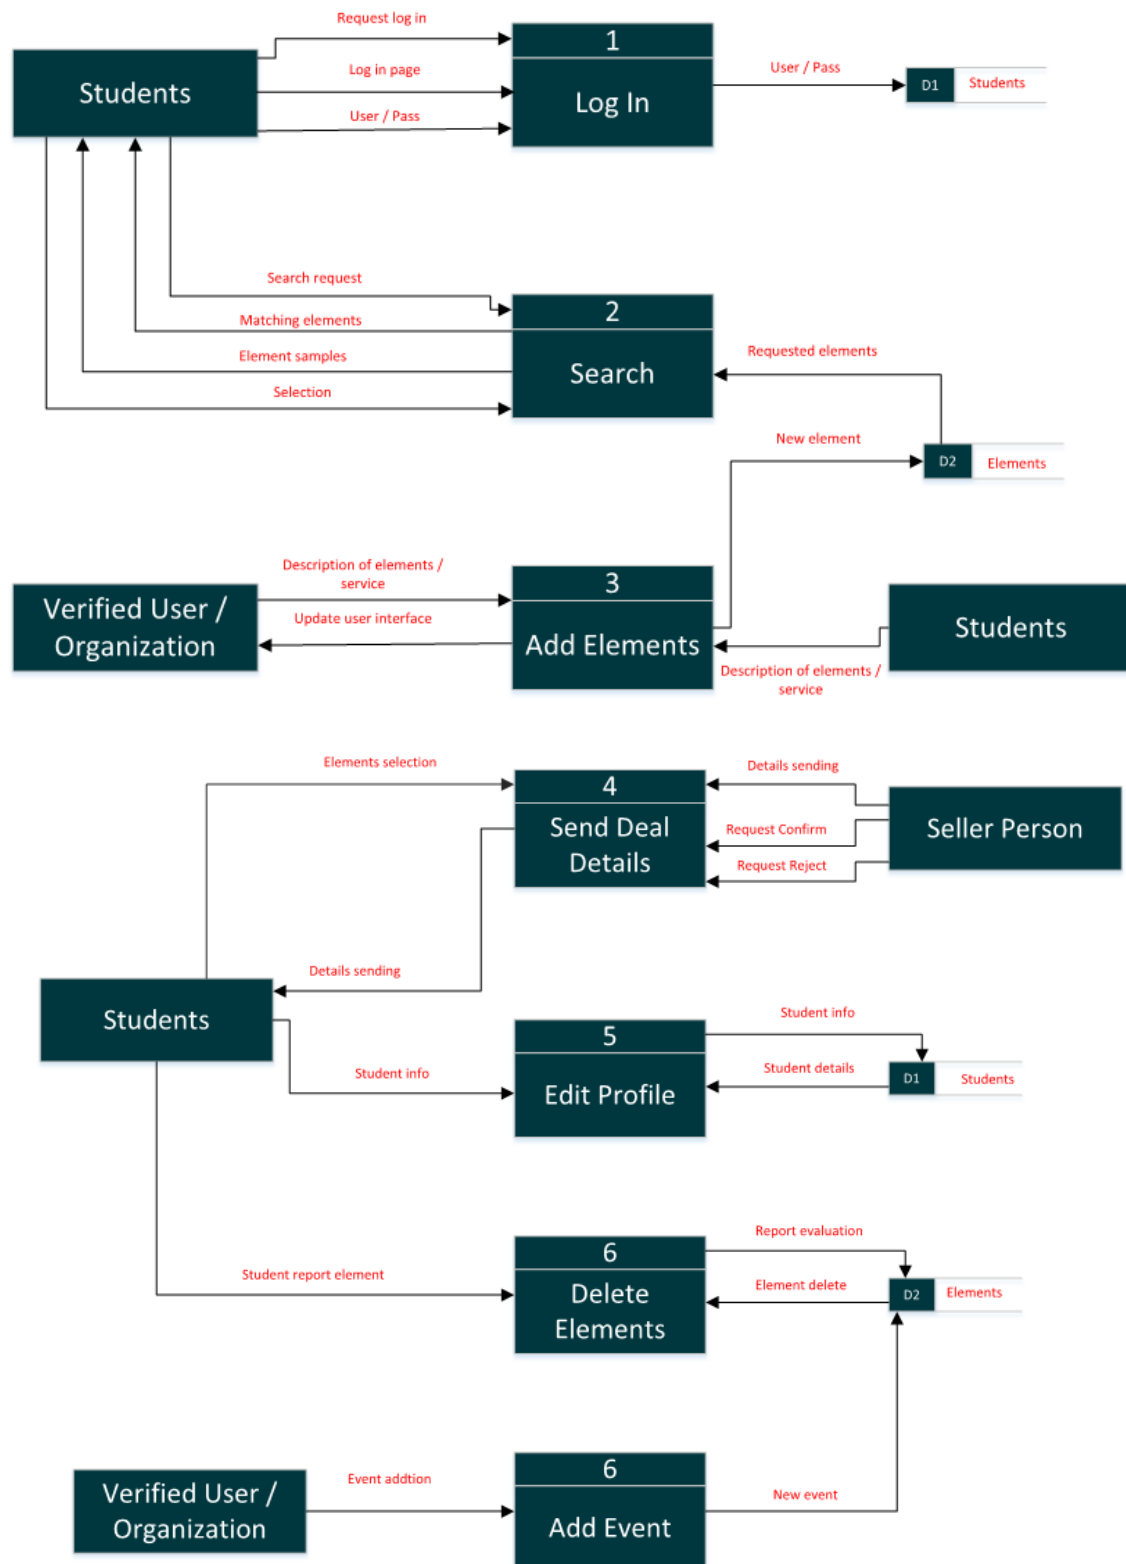 Request log in
1
Log in page
User / Pass
Students
Log In
User / Pass
D1
Students
Search request
2
Matching elements
Element samples
Search
Selection
Requested elements
New element
D2
Elements
Description of elements /
service
3
Verified User /
Organization
Update user interface
Add Elements
Students
Description of elements /
service
Elements selection
4
Send Deal
Details
Details sending
Request Confirm
Request Reject
Seller Person
Details sending
Students
5
Student info
Student info
Edit Profile
Student details
D1
Students
6
Report evaluation
Student report element
Delete
Elements
Element delete
D2
Elements
6
Verified User /
Organization
Event addtion
Add Event
New event